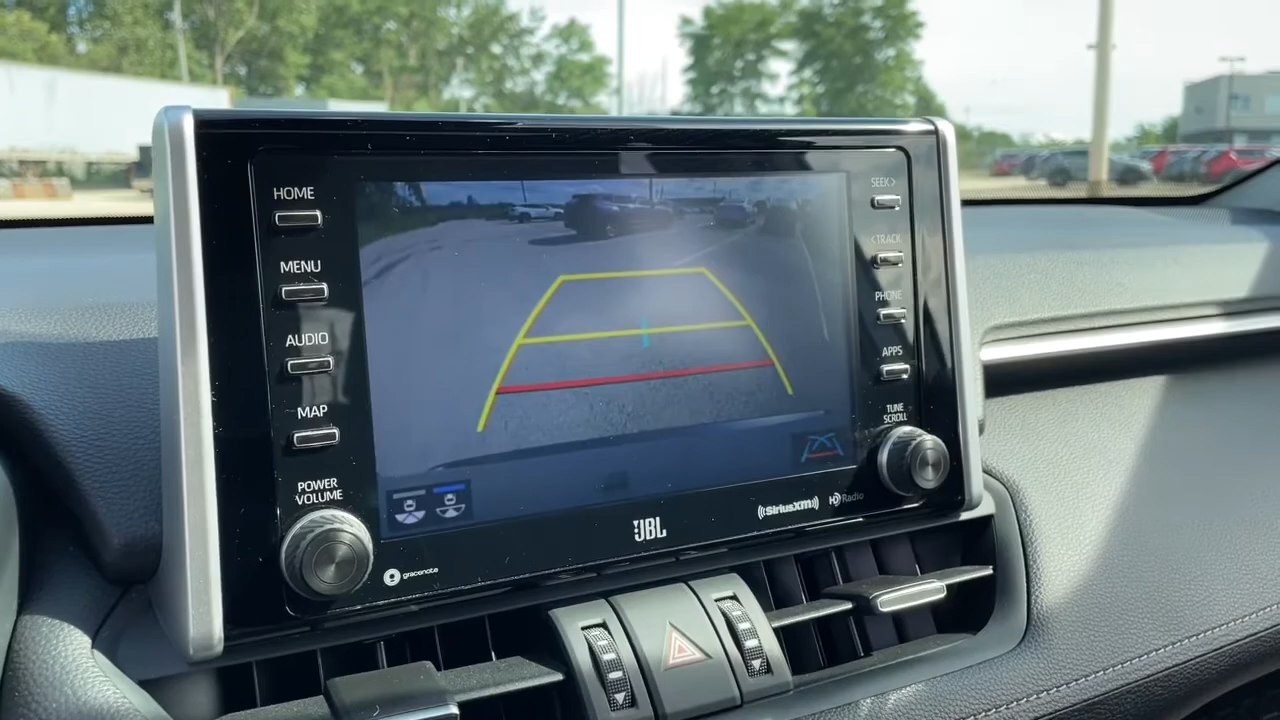 HOME
MENU
AUDIO
MAP
POWER
VOLUME
gracenote
JBL
((SiriusXM))
HD Radio
SEEK>
<TRACK
PHONE
APPS
TUNE
SCROLL